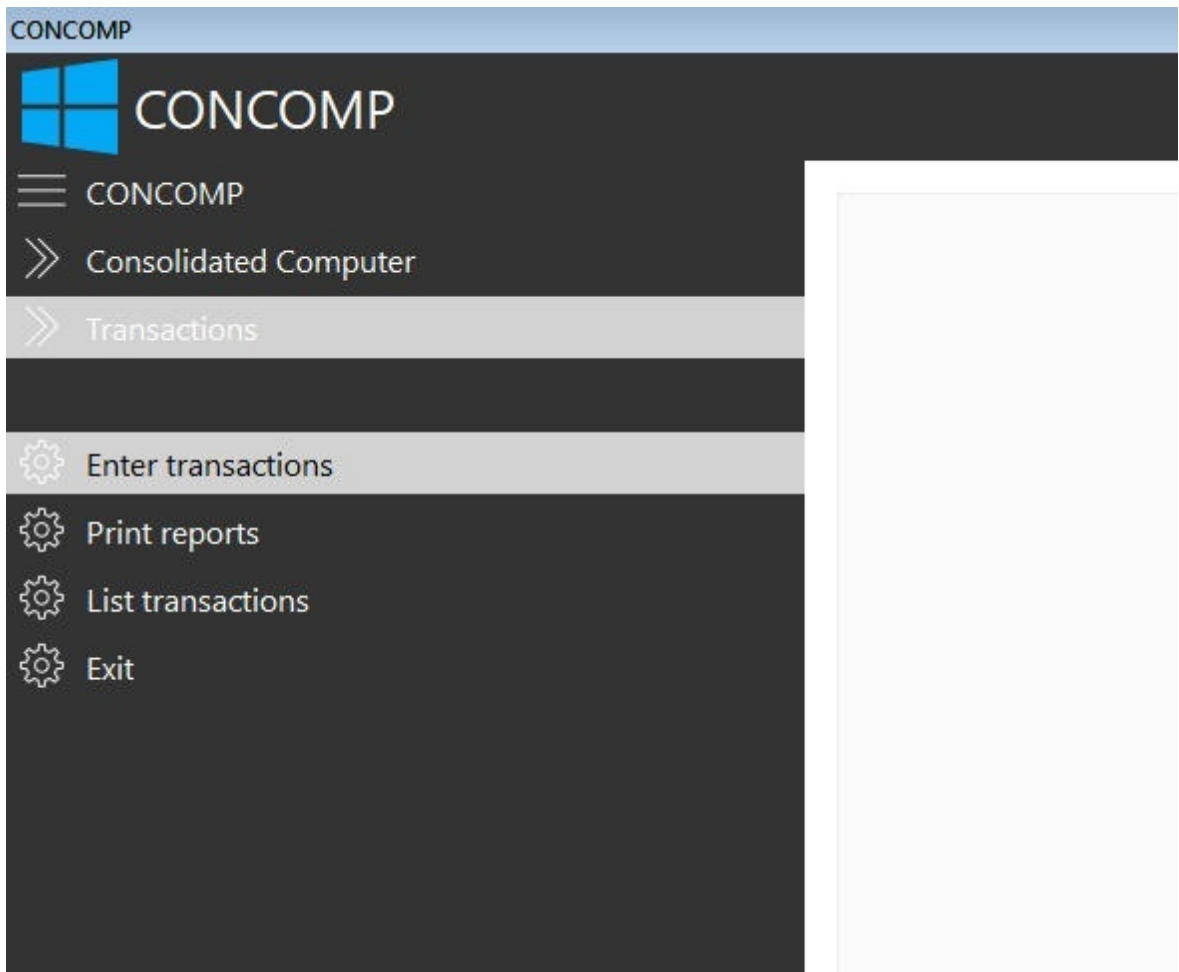 CONCOMP
CONCOMP
CONCOMP
Consolidated Computer
Transactions
Enter transactions
Print reports
List transactions
Exit